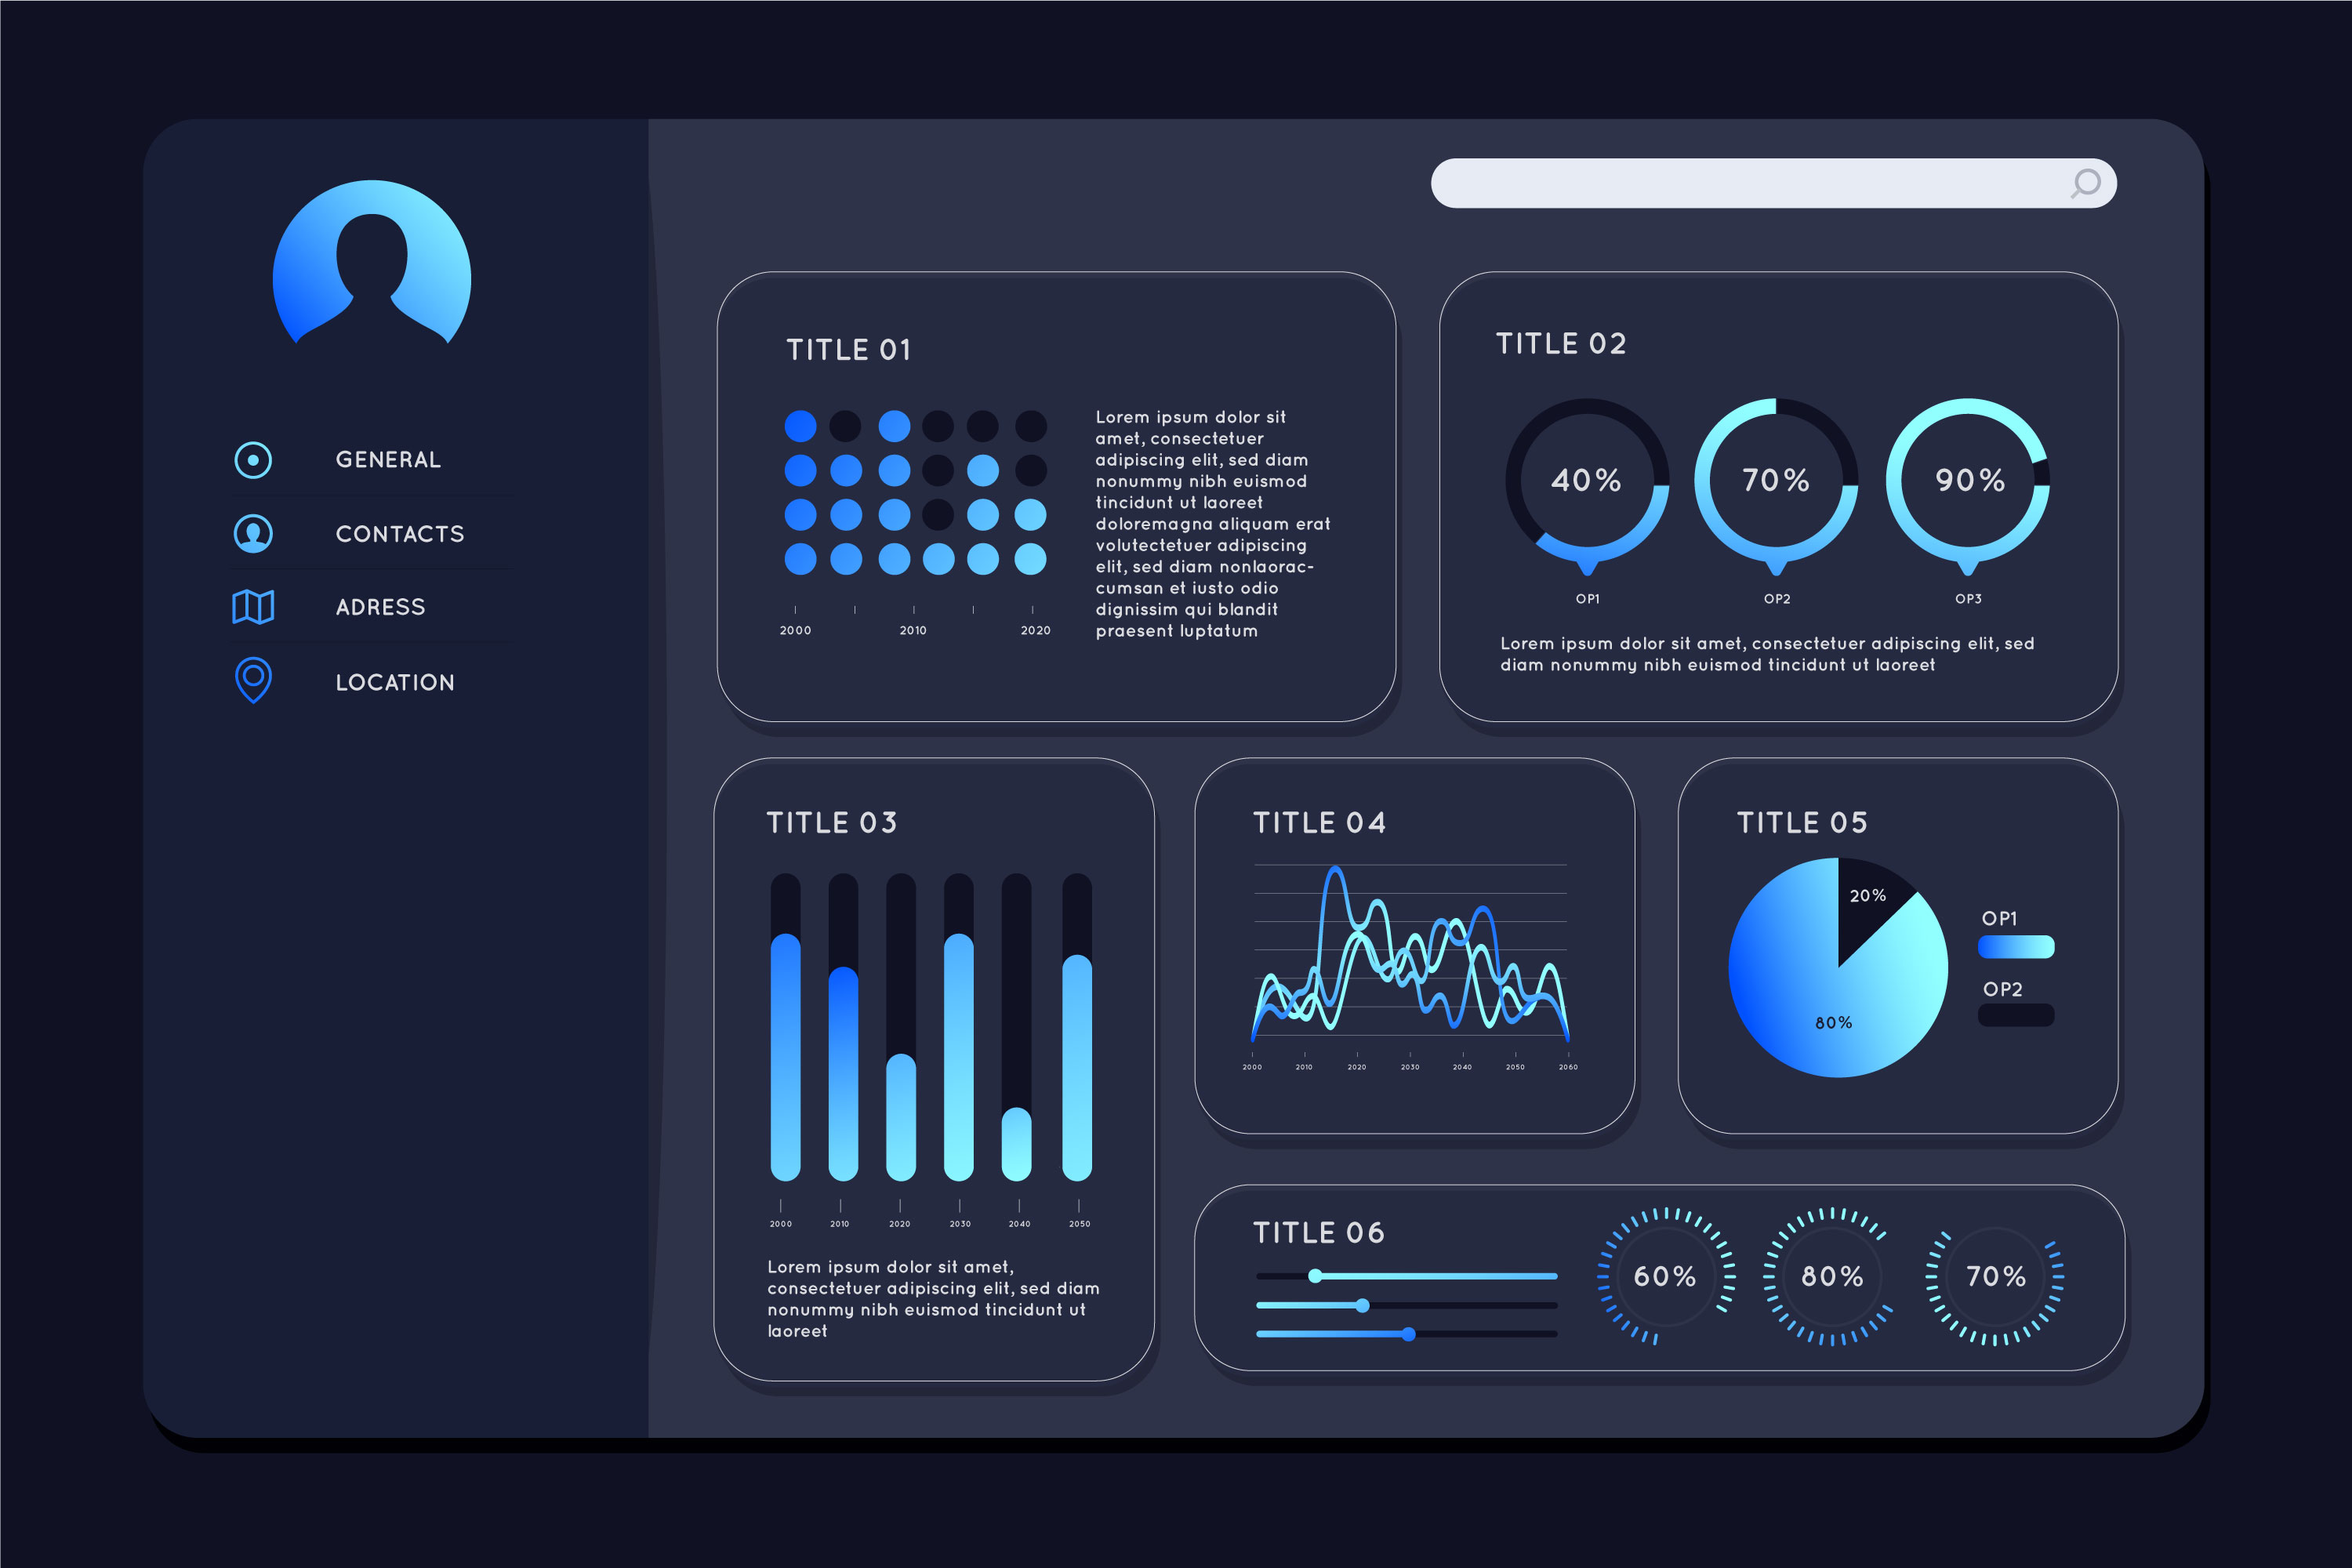 GENERAL
CONTACTS
ADRESS
LOCATION
TITLE 01
2000 2010 2020
Lorem ipsum dolor sit
amet, consectetuer
adipiscing elit, sed diam
nonummy nibh euismod
tincidunt ut laoreet
doloremagna aliquam erat
volutectetuer adipiscing
elit, sed diam nonlaorac-
cumsan et iusto odio
dignissim qui blandit
praesent luptatum
TITLE 02
40% 70% 90%
OP1 OP2 OP3
Lorem ipsum dolor sit amet, consectetuer adipiscing elit, sed
diam nonummy nibh euismod tincidunt ut laoreet
TITLE 03
2000 2010 2020 2030 2040 2050
Lorem ipsum dolor sit amet,
consectetuer adipiscing elit, sed diam
nonummy nibh euismod tincidunt ut
laoreet
TITLE 04
2000 2010 2020 2030 2040 2050 2060
TITLE 05
20%
80%
OP1
OP2
TITLE 06
60% 80% 70%